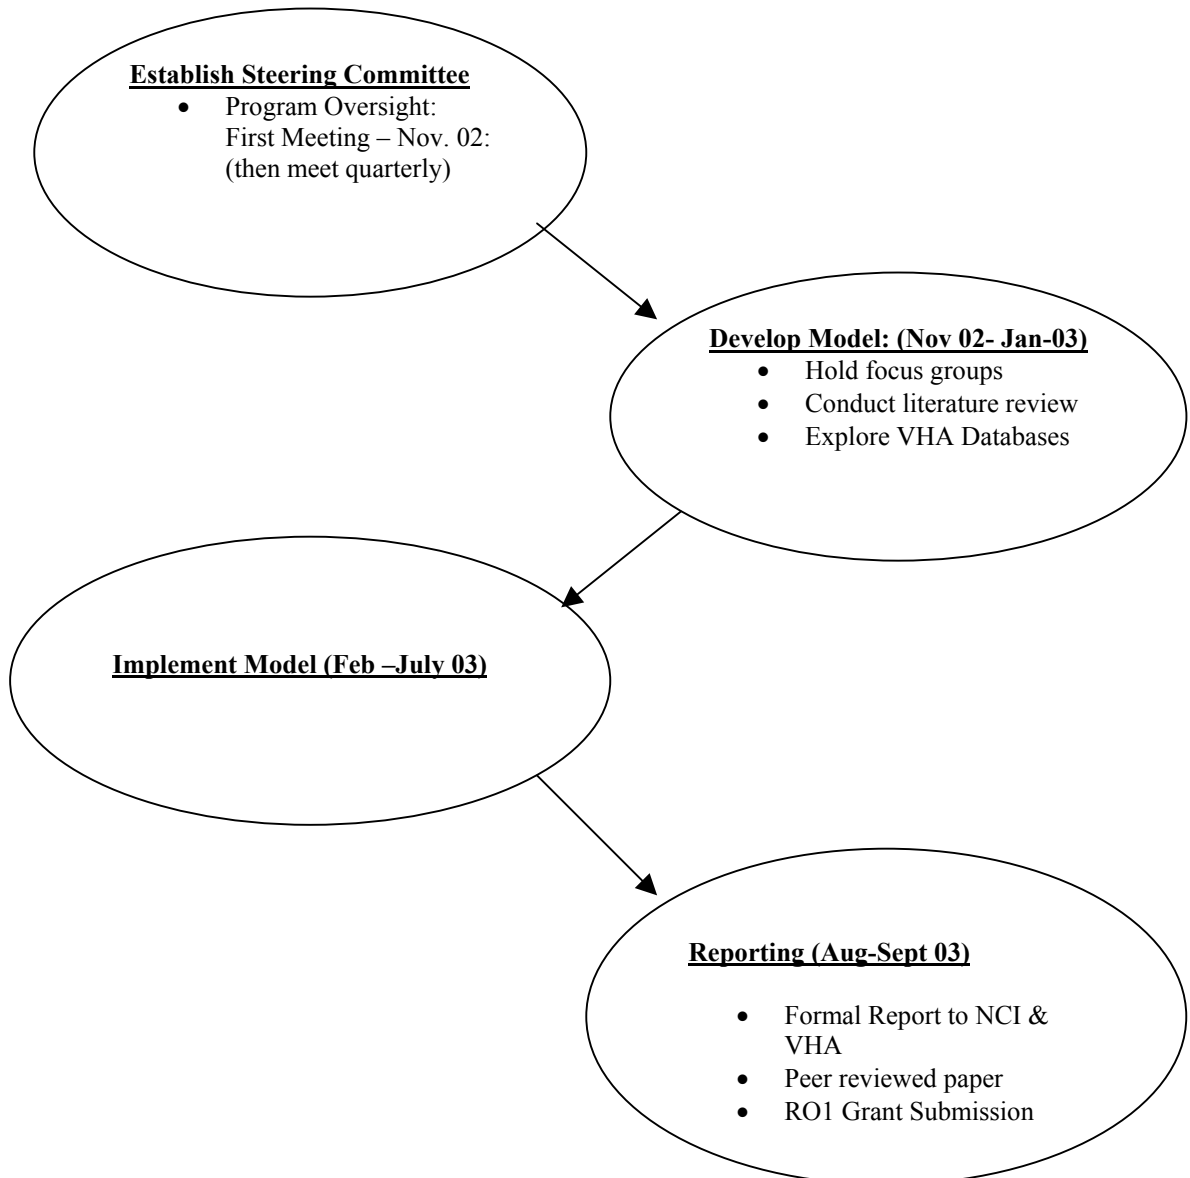 Establish Steering Committee
• Program Oversight:
First Meeting – Nov. 02:
(then meet quarterly)
Develop Model: (Nov 02- Jan-03)
• Hold focus groups
• Conduct literature review
• Explore VHA Databases
Implement Model (Feb –July 03)
Reporting (Aug-Sept 03)
• Formal Report to NCI &
VHA
• Peer reviewed paper
• RO1 Grant Submission